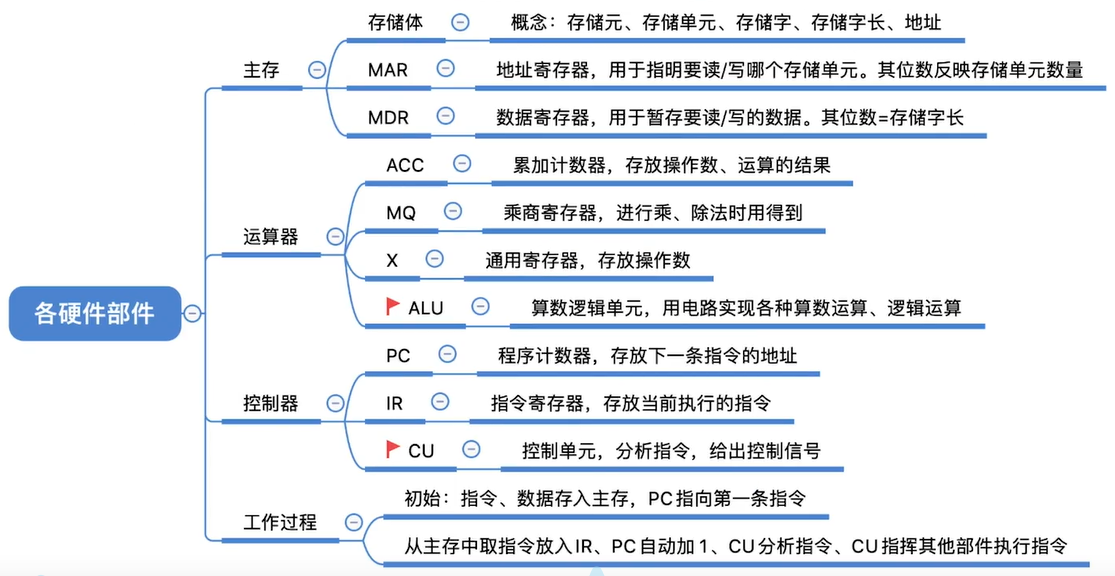 各硬件部件
主存
存储体
概念：存储元、存储单元、存储字、存储字长、地址
MAR
地址寄存器，用于指明要读/写哪个存储单元。其位数反映存储单元数量
MDR
数据寄存器，用于暂存要读/写的数据。其位数=存储字长
运算器
ACC
累加计数器，存放操作数、运算的结果
MQ
乘商寄存器，进行乘、除法时用得到
X
通用寄存器，存放操作数
ALU
算数逻辑单元，用电路实现各种算数运算、逻辑运算
控制器
PC
程序计数器，存放下一条指令的地址
IR
指令寄存器，存放当前执行的指令
CU
控制单元，分析指令，给出控制信号
工作过程
初始：指令、数据存入主存，PC指向第一条指令
从主存中取指令放入IR、PC自动加1、CU分析指令、CU指挥其他部件执行指令